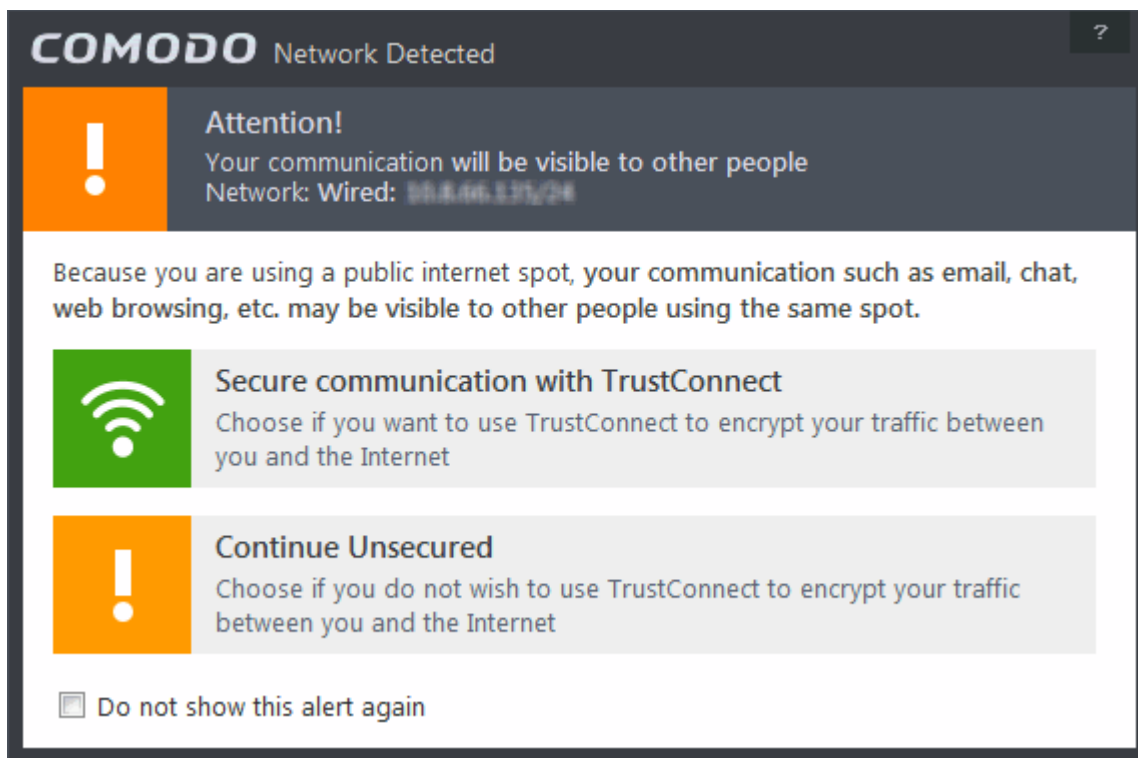 COMODO Network Detected ?
Attention!
Your communication will be visible to other people
Network: Wired:
Because you are using a public internet spot, your communication such as email, chat,
web browsing, etc. may be visible to other people using the same spot.
Secure communication with TrustConnect
Choose if you want to use TrustConnect to encrypt your traffic between
you and the Internet
Continue Unsecured
Choose if you do not wish to use TrustConnect to encrypt your traffic
between you and the Internet
Do not show this alert again